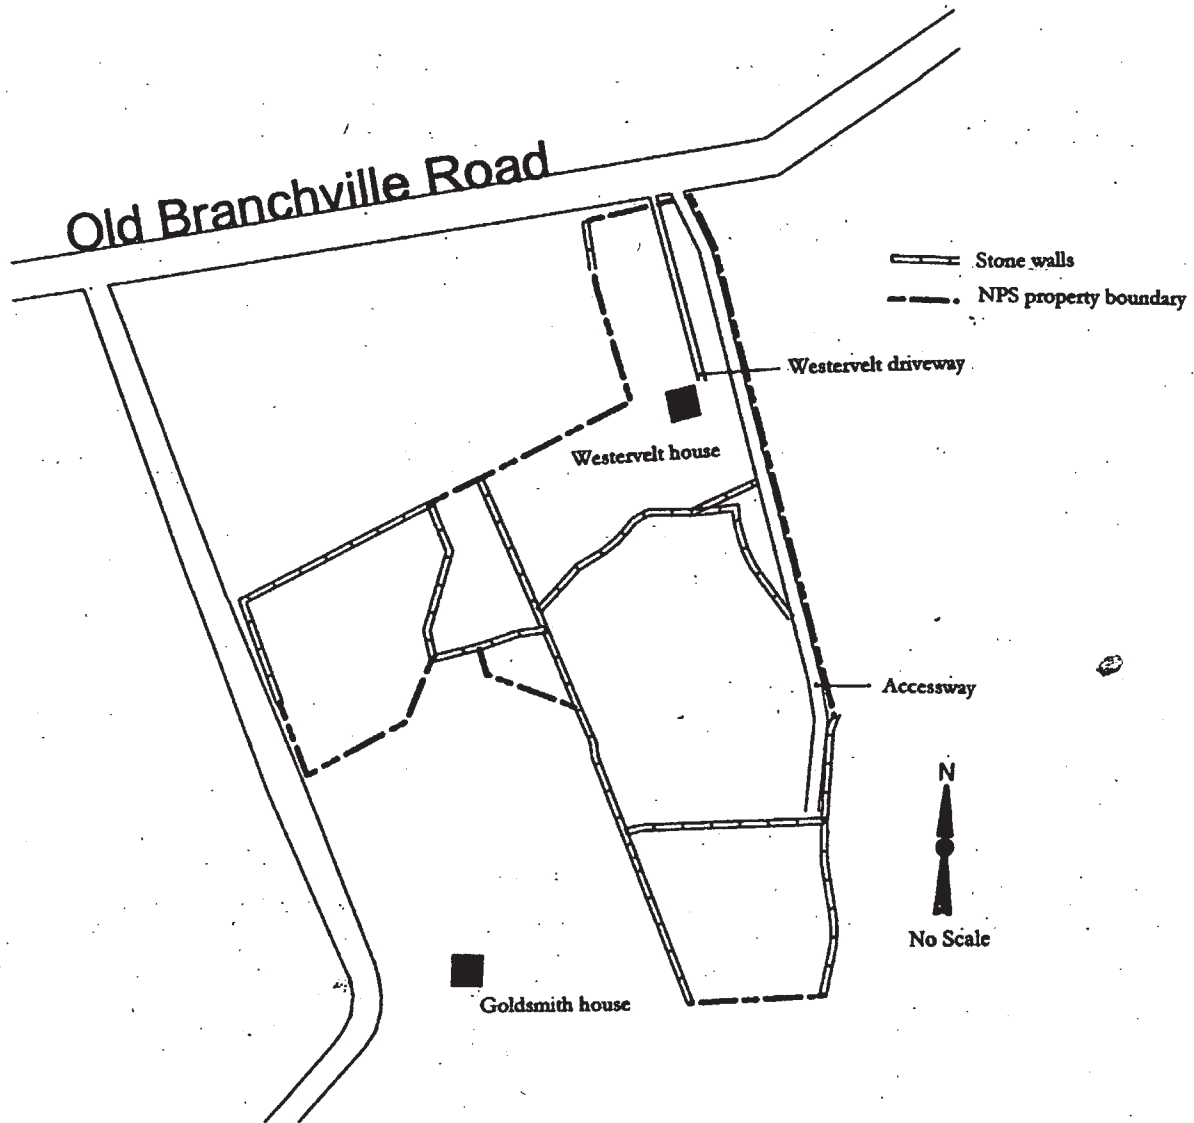 Old Branchville Road
Stone walls
NPS property boundary
Westervelt driveway
Westervelt house
Accessway
N
No Scale
Goldsmith house